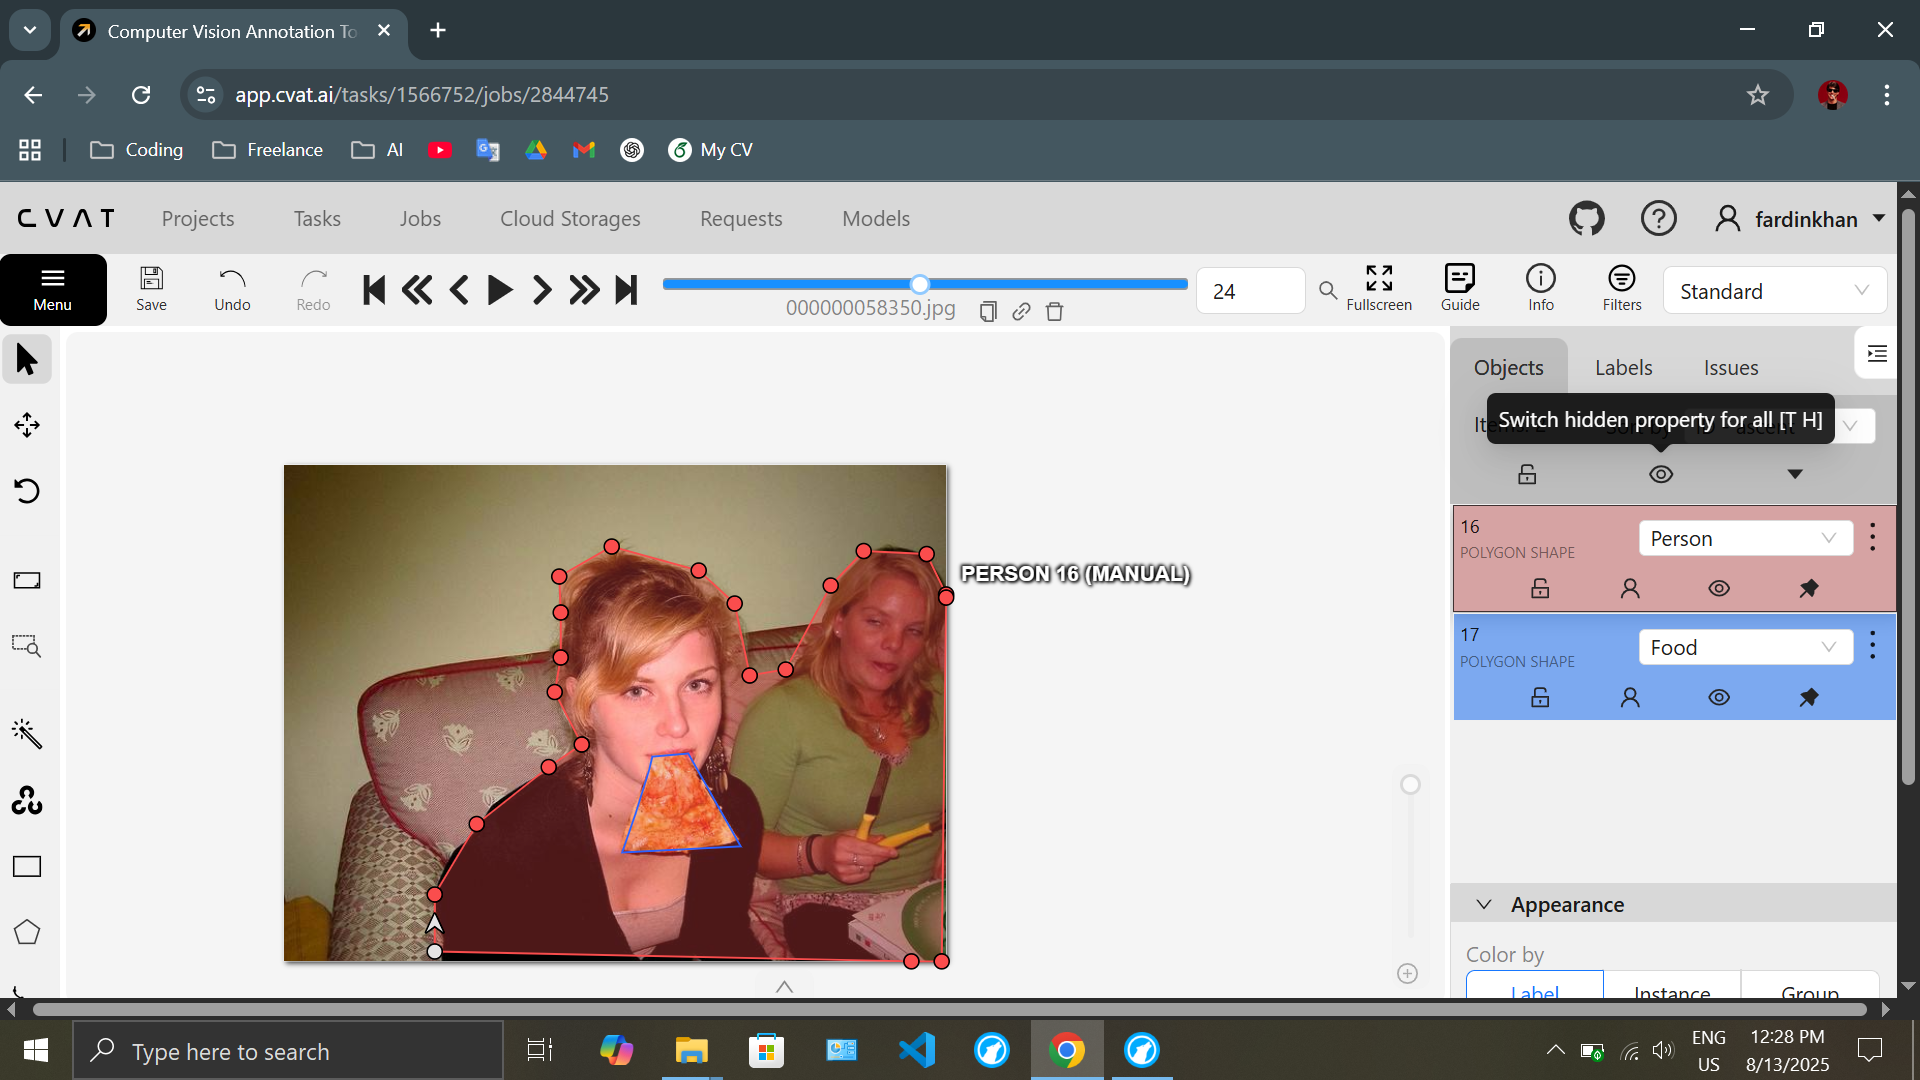 Computer Vision Annotation To
app.cvat.ai/tasks/1566752/jobs/2844745
Coding
Freelance
AI
My CV
CVAT
Projects
Tasks
Jobs
Cloud Storages
Requests
Models
fardinkhan
Menu
Save
Undo
Redo
000000058350.jpg
24
Fullscreen
Guide
Info
Filters
Standard
Objects
Labels
Issues
Switch hidden property for all [T H]
16
POLYGON SHAPE
Person
17
POLYGON SHAPE
Food
PERSON 16 (MANUAL)
Appearance
Color by
Label
Instance
Group
Type here to search
ENG
US
12:28 PM
8/13/2025